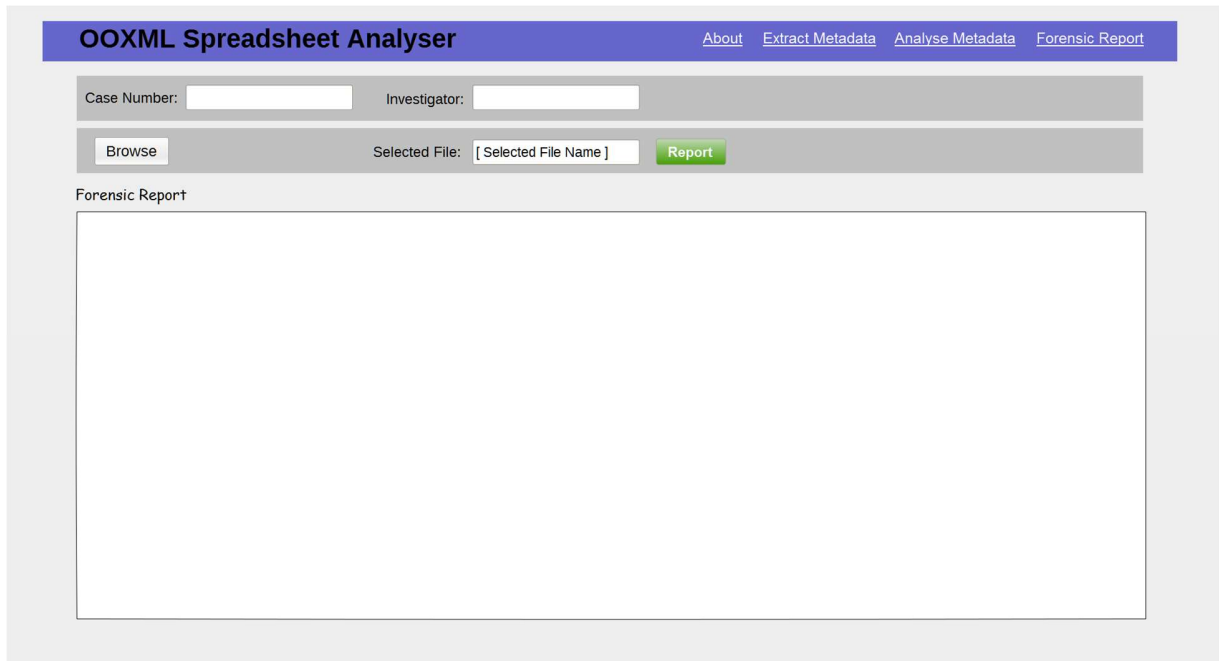 OOXML Spreadsheet Analyser About Extract Metadata Analyse Metadata Forensic Report
Case Number: Investigator:
Browse Selected File: [ Selected File Name ] Report
Forensic Report